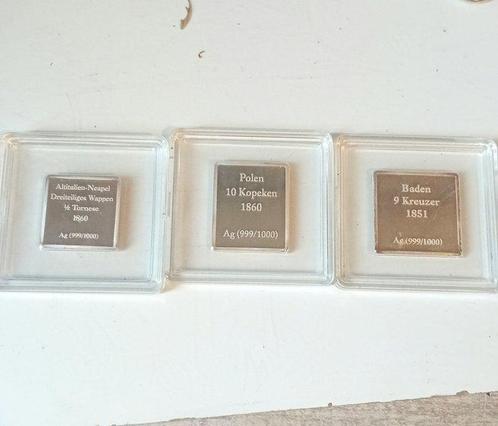 Altitalien-Neapel
Dreiteiliges Wappen
½ Tornese
1860
Ag (999/1000)
Polen
10 Kopeken
1860
Ag (999/1000)
Baden
9 Kreuzer
1851
Ag (999/1000)